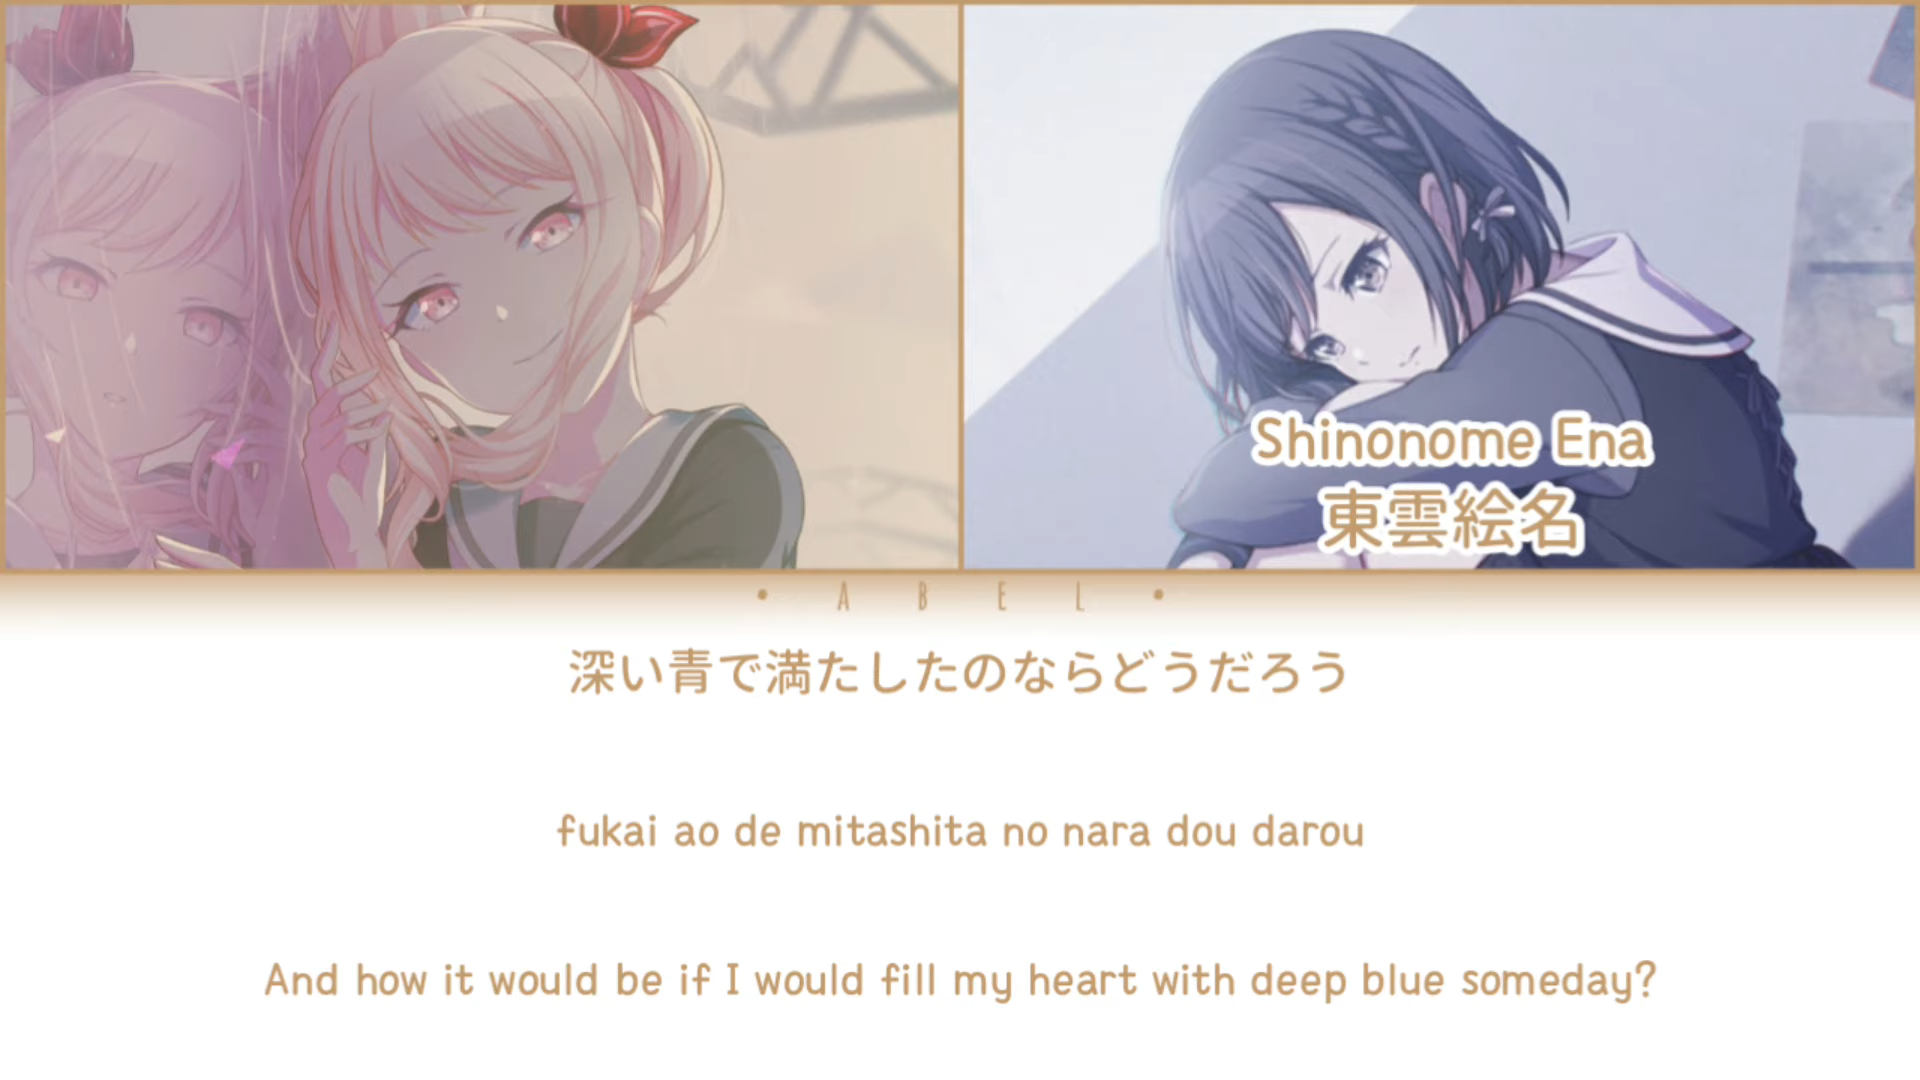 Shinonome Ena
東雲絵名
• A B E L •
深い青で満たしたのならどうだろう
fukai ao de mitashita no nara dou darou
And how it would be if I would fill my heart with deep blue someday?